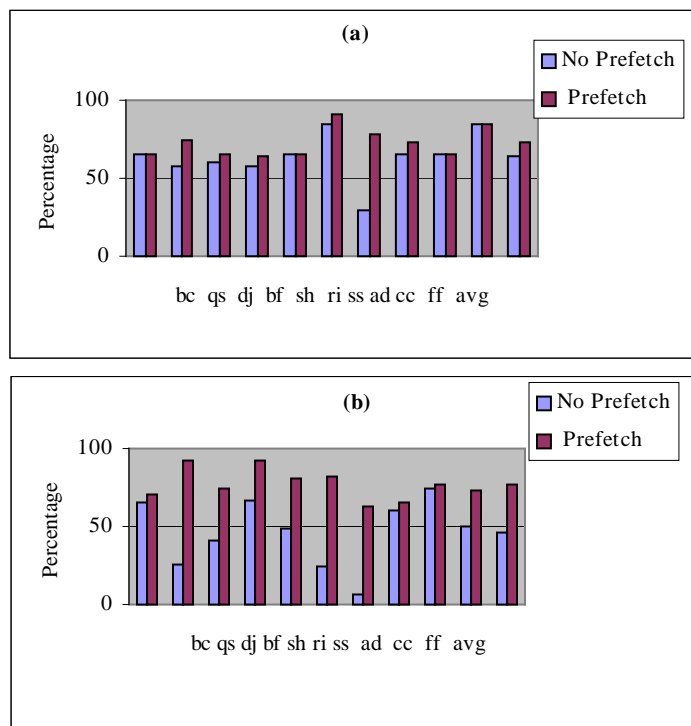 (a)
No Prefetch
Prefetch
100
50
0
Percentage
bc qs dj bf sh ri ss ad cc ff avg
(b)
No Prefetch
Prefetch
100
50
0
Percentage
bc qs dj bf sh ri ss ad cc ff avg